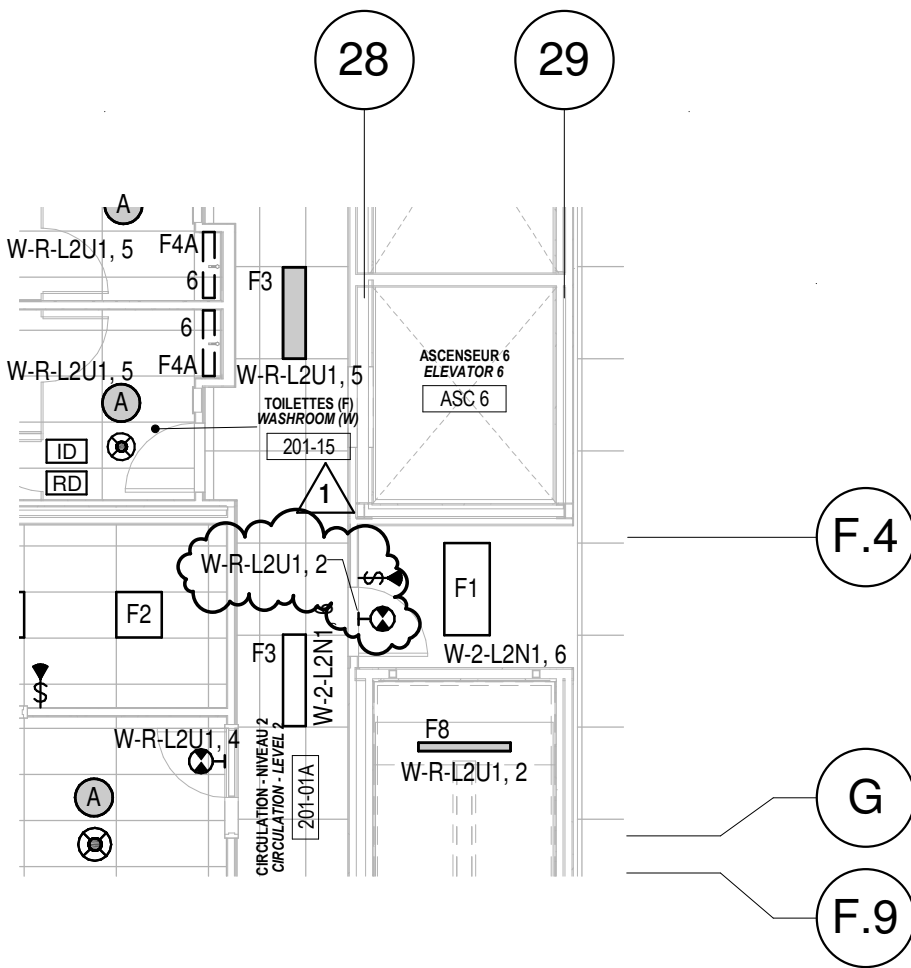 28
29
A
W-R-L2U1, 5
F4A
6
F3
6
W-R-L2U1, 5
F4A
W-R-L2U1, 5
A
ASCENSEUR 6
ELEVATOR 6
ASC 6
TOILETTES (F)
WASHROOM (W)
201-15
ID
RD
1
F.4
W-R-L2U1, 2
$
F1
F2
F3
W-2-L2N1
W-2-L2N1, 6
$
W-R-L2U1, 4
F8
W-R-L2U1, 2
CIRCULATION - NIVEAU 2
CIRCULATION - LEVEL 2
201-01A
A
G
F.9